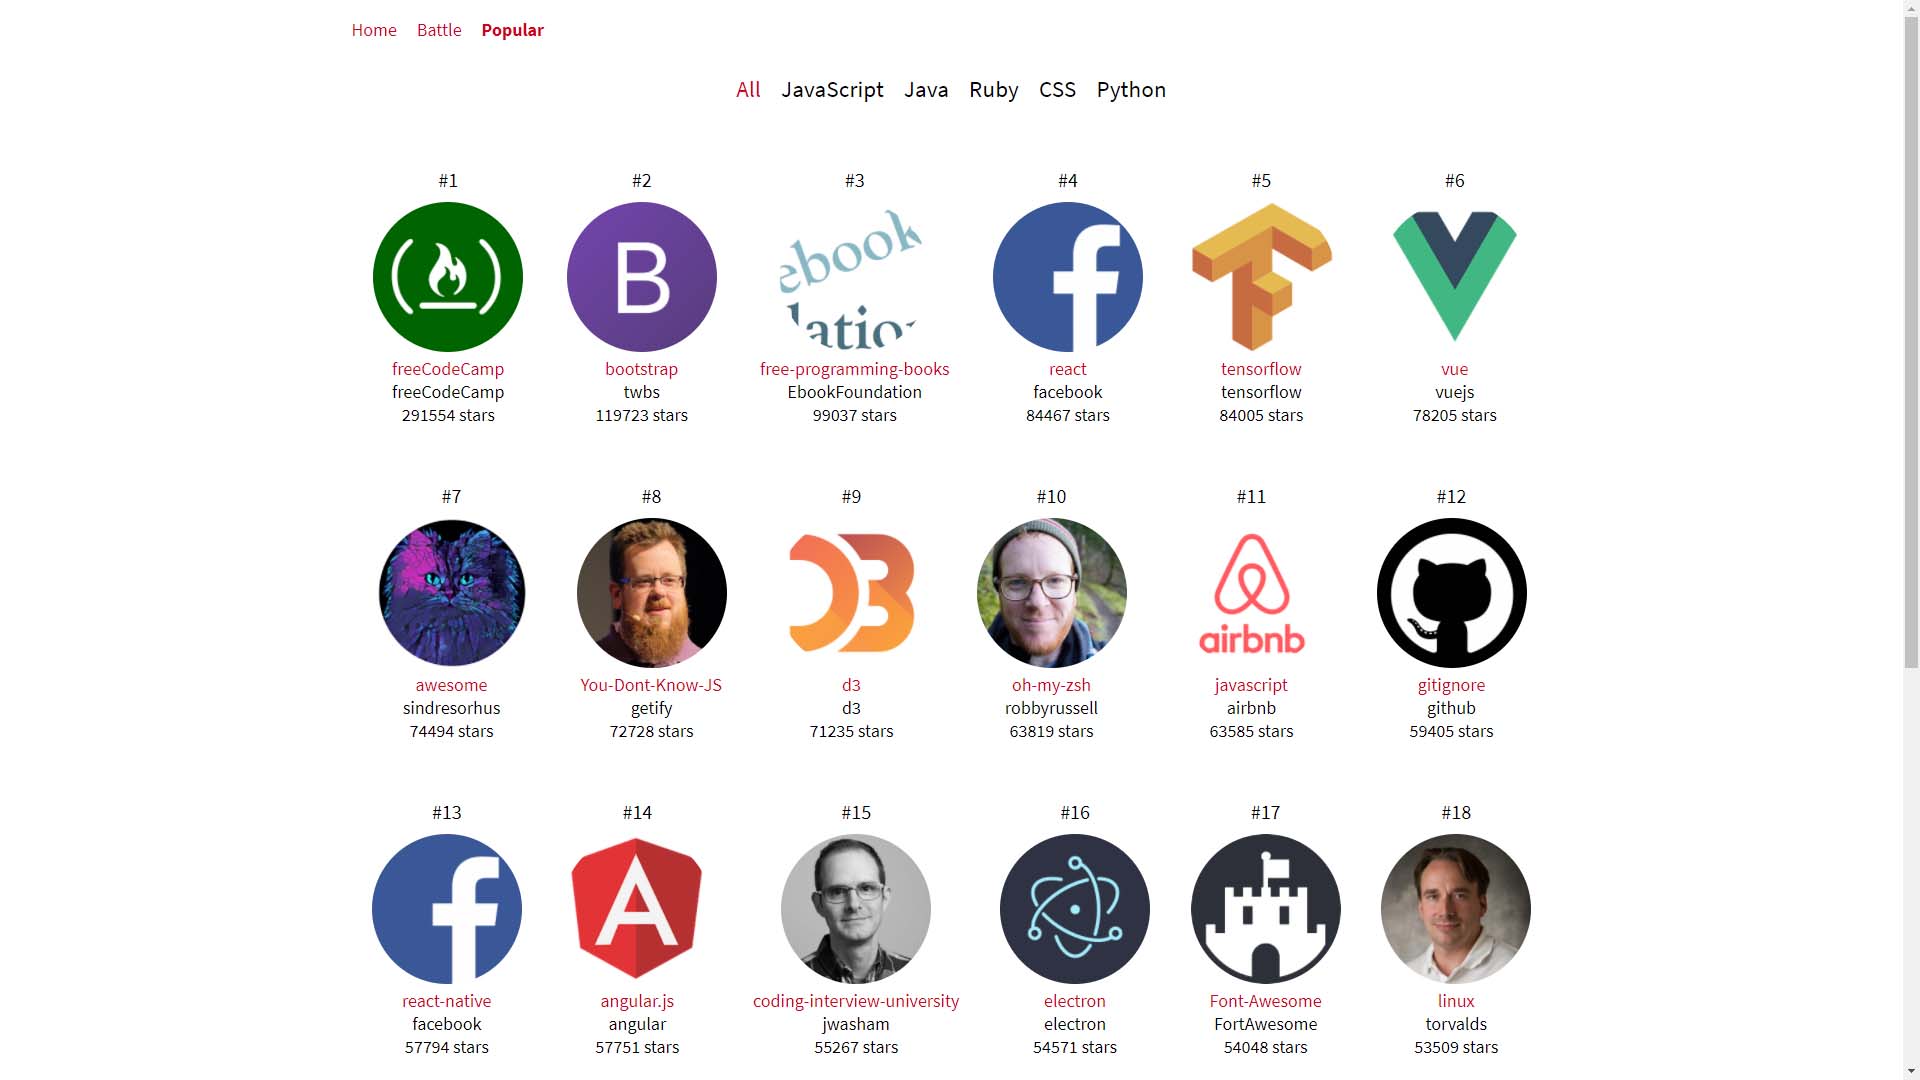 Home Battle Popular
All JavaScript Java Ruby CSS Python
#1 #2 #3 #4 #5 #6
B ebook lation f
freeCodeCamp bootstrap free-programming-books react tensorflow vue
freeCodeCamp twbs EbookFoundation facebook tensorflow vuejs
291554 stars 119723 stars 99037 stars 84467 stars 84005 stars 78205 stars
#7 #8 #9 #10 #11 #12
D3 airbnb
awesome You-Dont-Know-JS d3 oh-my-zsh javascript gitignore
sindresorhus getify d3 robbyrussell airbnb github
74494 stars 72728 stars 71235 stars 63819 stars 63585 stars 59405 stars
#13 #14 #15 #16 #17 #18
f A
react-native angular.js coding-interview-university electron Font-Awesome linux
facebook angular jwasham electron FortAwesome torvalds
57794 stars 57751 stars 55267 stars 54571 stars 54048 stars 53509 stars